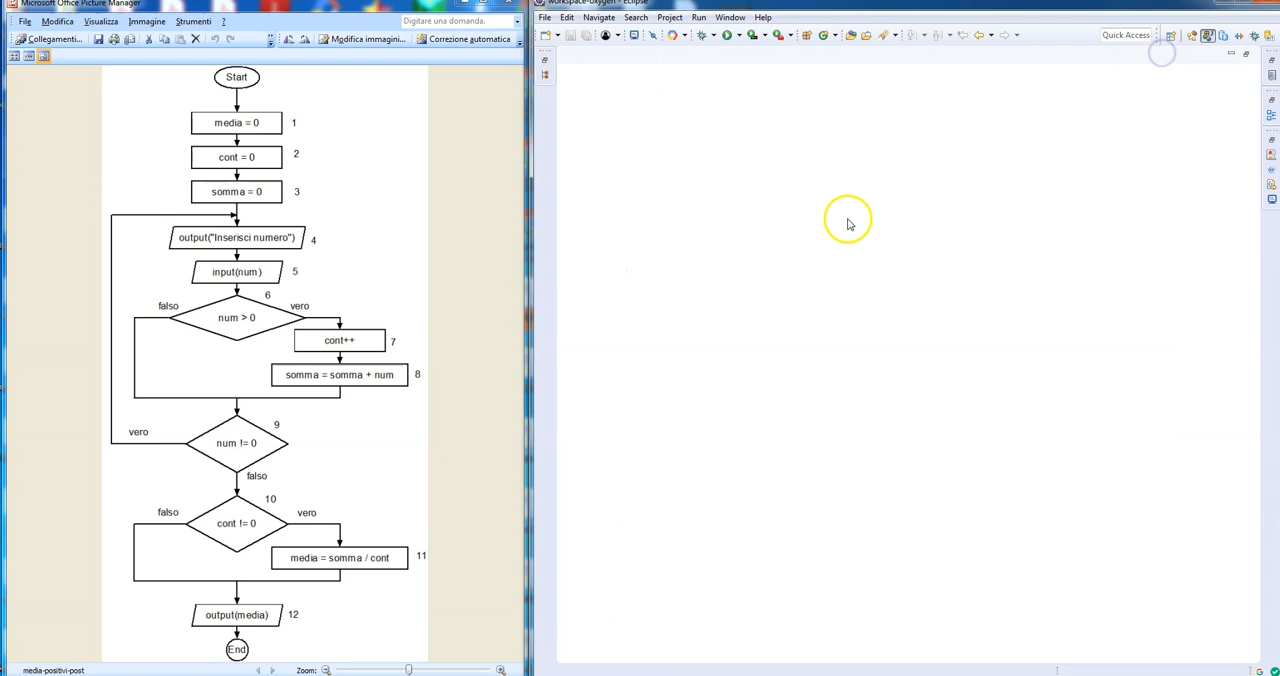 Microsoft Office Picture Manager
File Modifica Visualizza Immagine Strumenti ? Digitare una domanda.
Collegamenti... Modifica immagini... Correzione automatica
Start
media = 0 1
cont = 0 2
somma = 0 3
output("Inserisci numero") 4
input(num) 5
6
falso vero
num > 0
cont++ 7
somma = somma + num 8
9
vero
num != 0
falso
10
falso vero
cont != 0
media = somma / cont 11
output(media) 12
End
media-positivi-post Zoom:
workspace-oxygen - Eclipse
File Edit Navigate Search Project Run Window Help
Quick Access